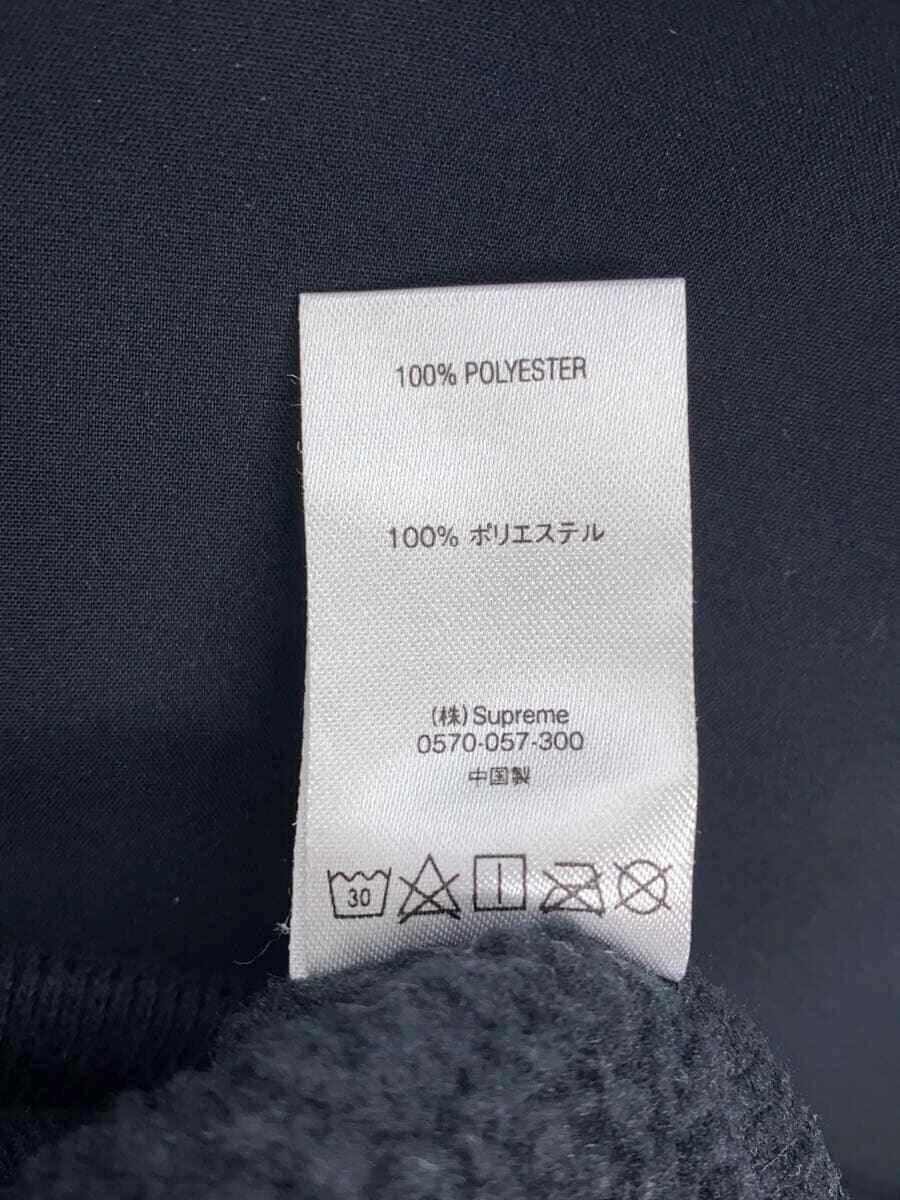 100% POLYESTER
100% ポリエステル
(株)Supreme
0570-057-300
中国製
30